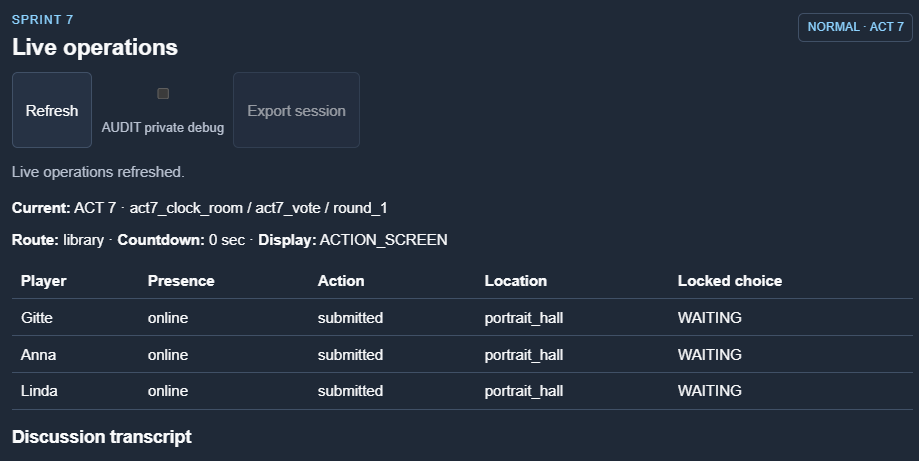 SPRINT 7
Live operations
NORMAL · ACT 7
Refresh
AUDIT private debug
Export session
Live operations refreshed.
Current: ACT 7 · act7_clock_room / act7_vote / round_1
Route: library · Countdown: 0 sec · Display: ACTION_SCREEN
Player Presence Action Location Locked choice
Gitte online submitted portrait_hall WAITING
Anna online submitted portrait_hall WAITING
Linda online submitted portrait_hall WAITING
Discussion transcript